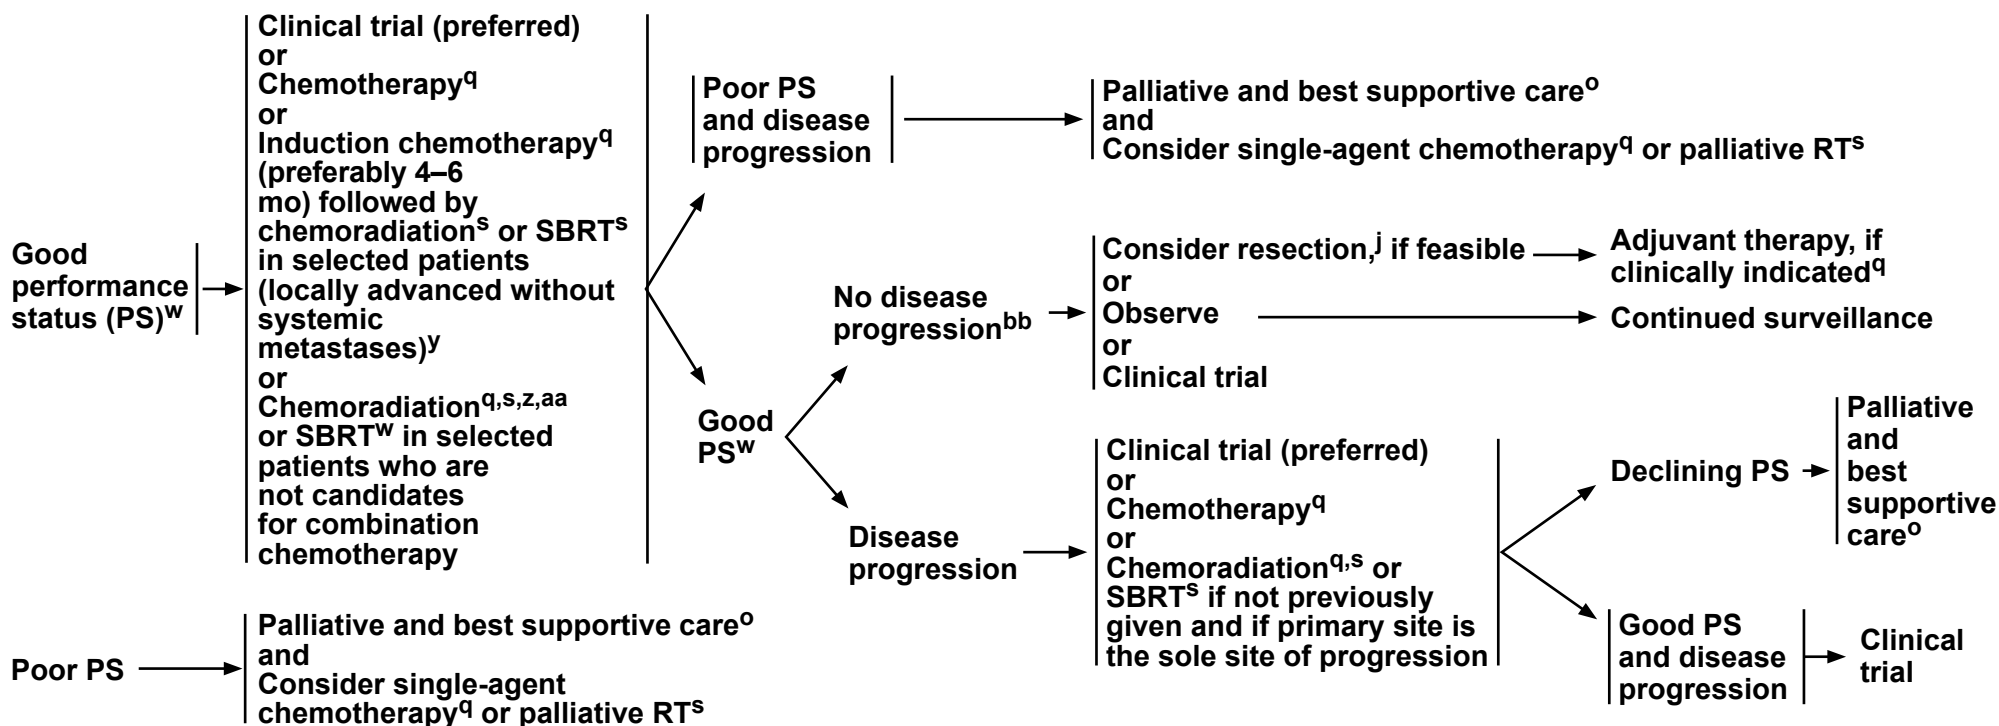 Good
performance
status (PS)w
Clinical trial (preferred)
or
Chemotherapyq
or
Induction chemotherapyq
(preferably 4–6
mo) followed by
chemoradiations or SBRTs
in selected patients
(locally advanced without
systemic
metastases)y
or
Chemoradiationq,s,z,aa
or SBRTw in selected
patients who are
not candidates
for combination
chemotherapy
Poor PS
and disease
progression
Palliative and best supportive careo
and
Consider single-agent chemotherapyq or palliative RTs
Good
PSw
No disease
progressionbb
Consider resection,j if feasible
or
Observe
or
Clinical trial
Adjuvant therapy, if
clinically indicatedq
Continued surveillance
Disease
progression
Clinical trial (preferred)
or
Chemotherapyq
or
Chemoradiationq,s or
SBRTs if not previously
given and if primary site is
the sole site of progression
Declining PS
Palliative
and
best
supportive
careo
Good PS
and disease
progression
Clinical
trial
Poor PS
Palliative and best supportive careo
and
Consider single-agent
chemotherapyq or palliative RTs